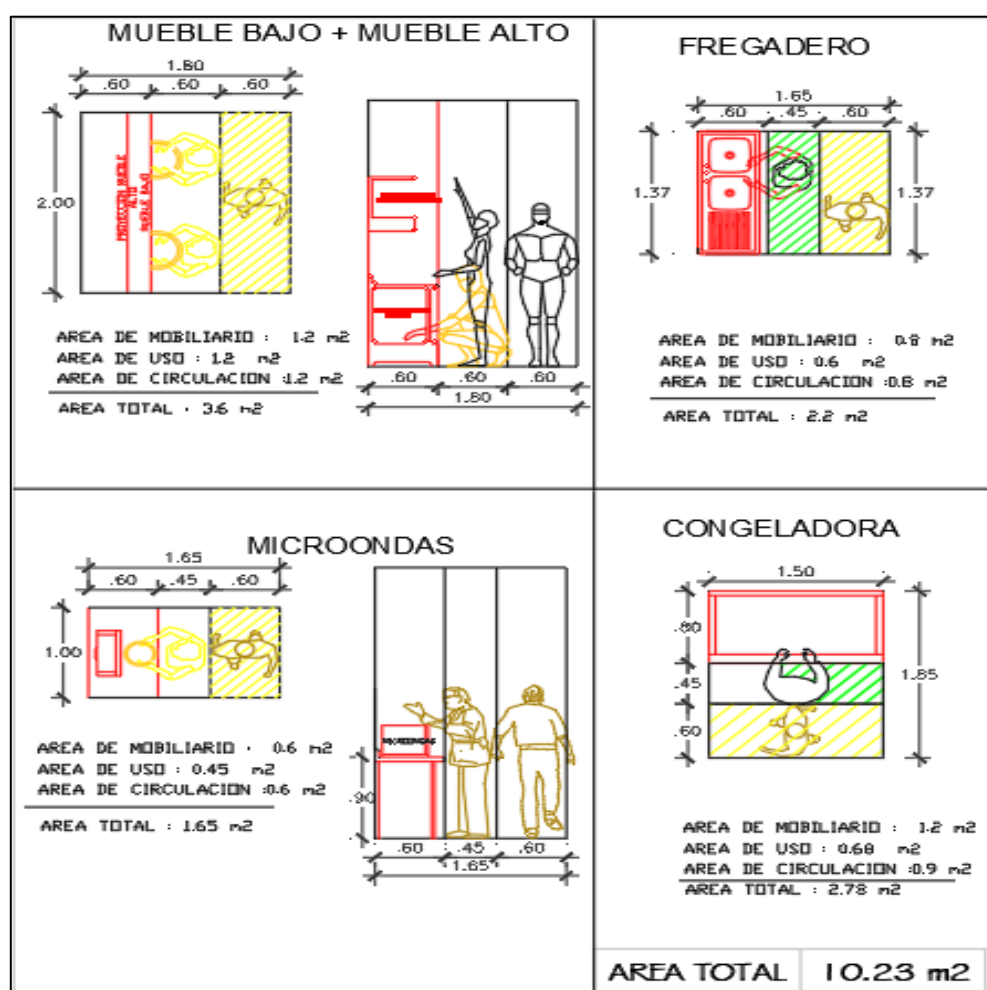 MUEBLE BAJO + MUEBLE ALTO
1.80
.60 .60 .60
2.00
PROYECCION MUEBLE
ALTO
MUEBLE BAJO
AREA DE MOBILIARIO : 1.2 m2
AREA DE USO : 1.2 m2
AREA DE CIRCULACION :1.2 m2
AREA TOTAL : 3.6 m2
.60 .60 .60
1.80
FREGADERO
1.65
.60 .45 .60
1.37
1.37
AREA DE MOBILIARIO : 0.8 m2
AREA DE USO : 0.6 m2
AREA DE CIRCULACION :0.8 m2
AREA TOTAL : 2.2 m2
MICROONDAS
1.65
.60 .45 .60
1.00
AREA DE MOBILIARIO : 0.6 m2
AREA DE USO : 0.45 m2
AREA DE CIRCULACION :0.6 m2
AREA TOTAL : 1.65 m2
MICROONDAS
.90
.60 .45 .60
1.65
CONGELADORA
1.50
.80
.45
.60
1.85
AREA DE MOBILIARIO : 1.2 m2
AREA DE USO : 0.68 m2
AREA DE CIRCULACION :0.9 m2
AREA TOTAL : 2.78 m2
AREA TOTAL 10.23 m2